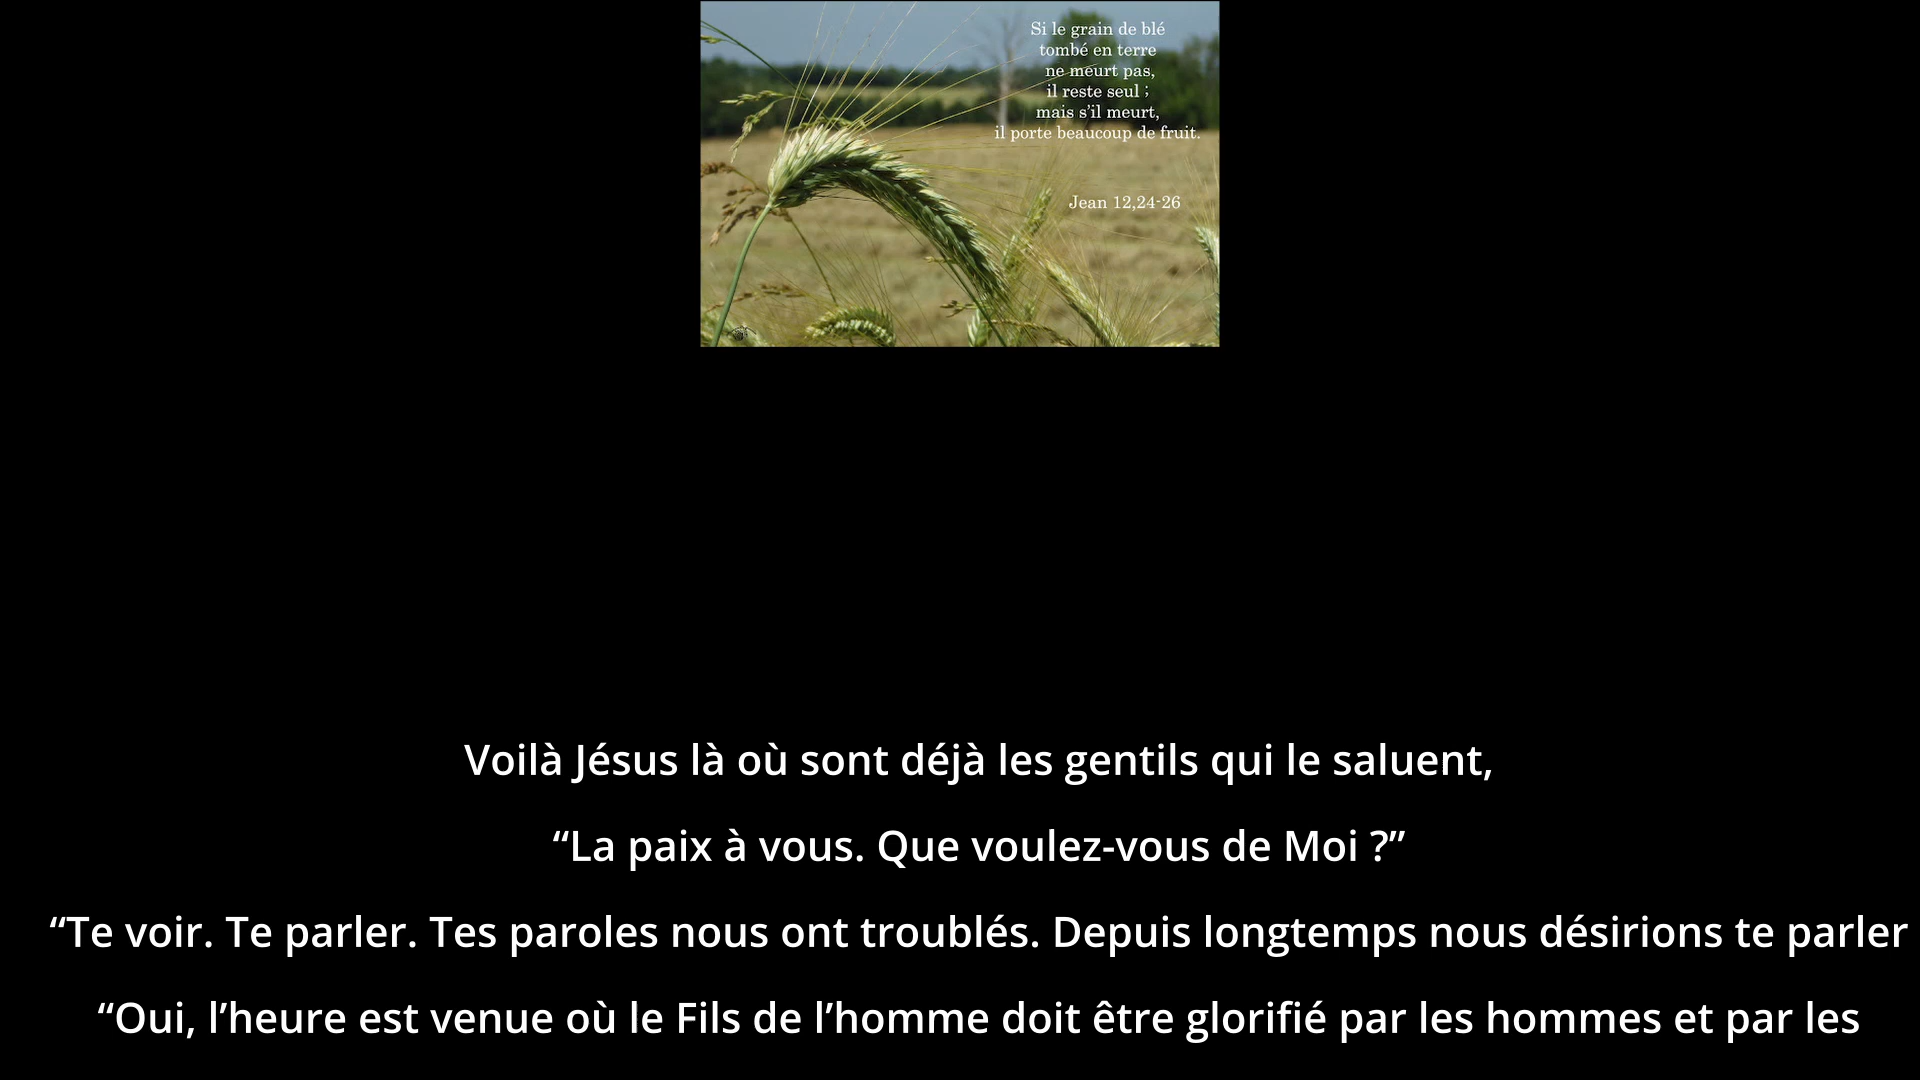 Si le grain de blé
tombé en terre
ne meurt pas,
il reste seul ;
mais s’il meurt,
il porte beaucoup de fruit.
Jean 12,24-26
Voilà Jésus là où sont déjà les gentils qui le saluent,
“La paix à vous. Que voulez-vous de Moi ?”
“Te voir. Te parler. Tes paroles nous ont troublés. Depuis longtemps nous désirions te parler
“Oui, l’heure est venue où le Fils de l’homme doit être glorifié par les hommes et par les